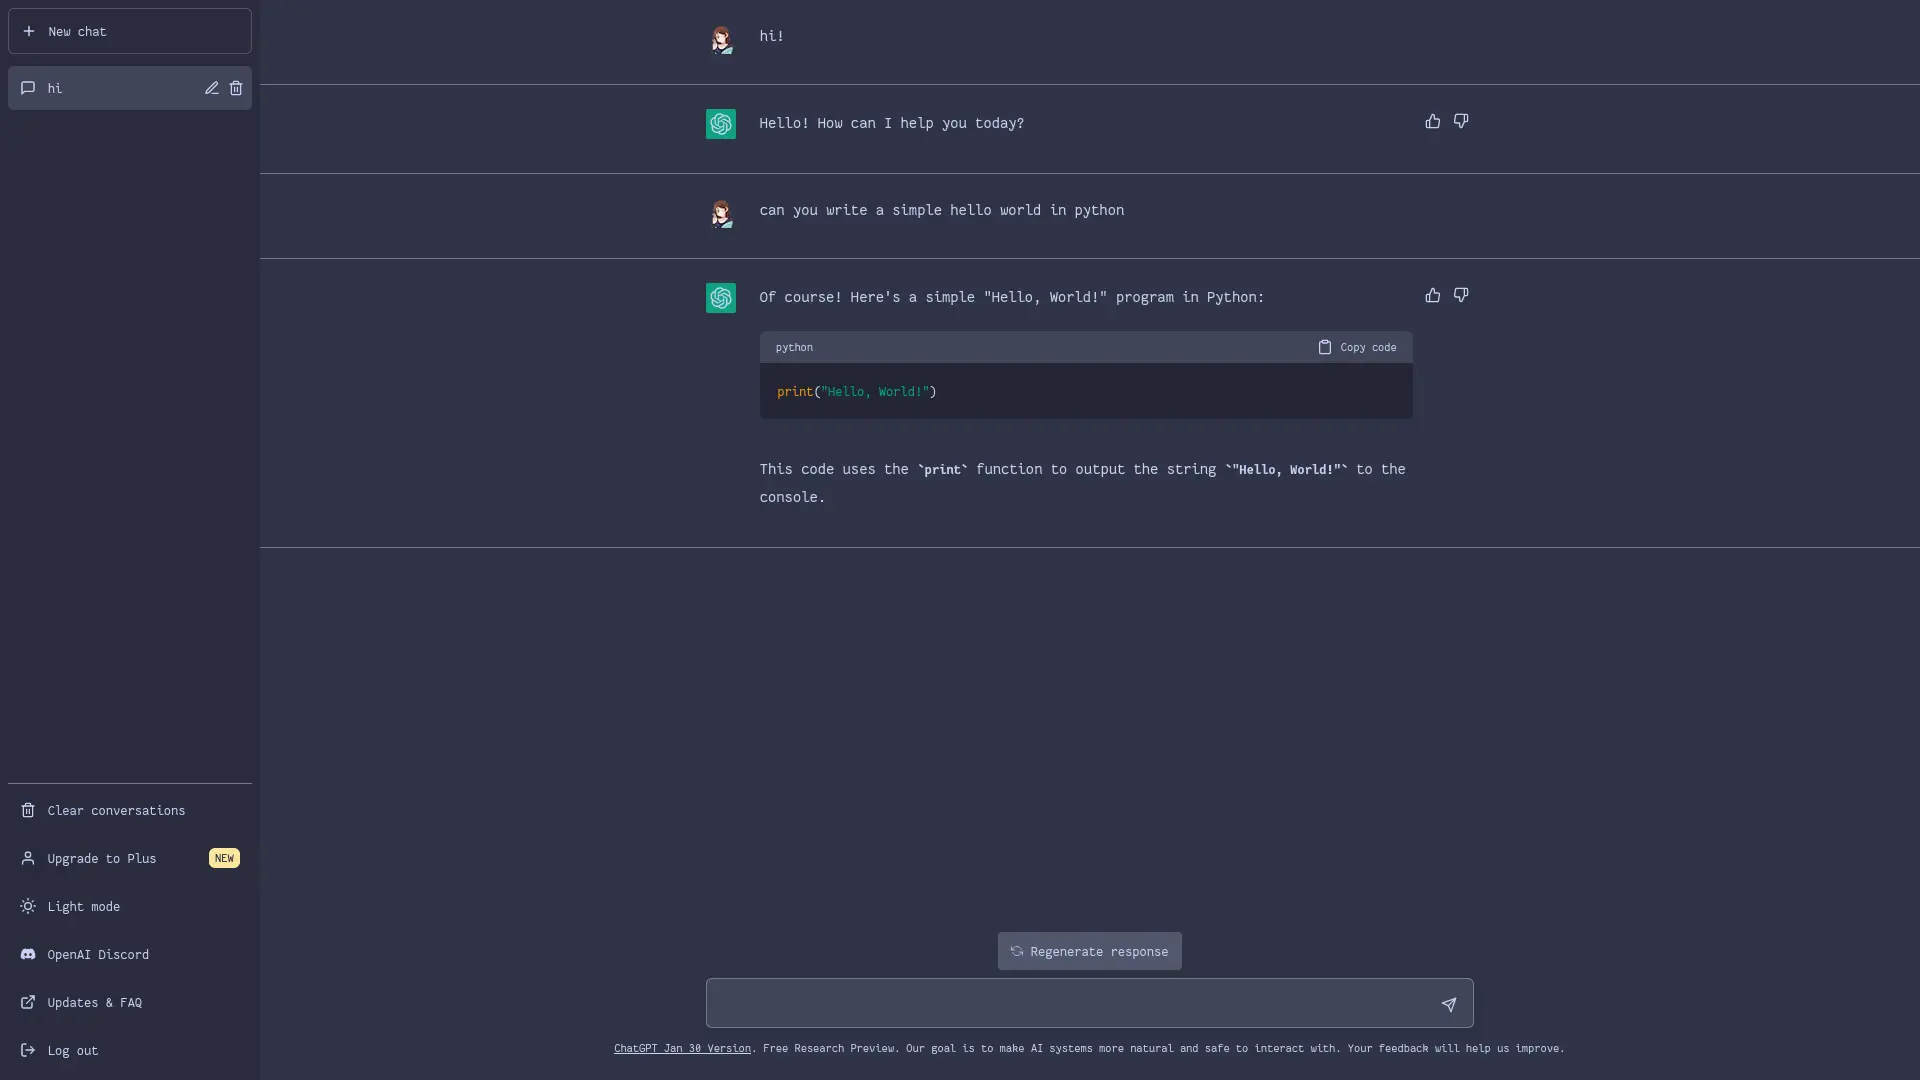 New chat
hi
Clear conversations
Upgrade to Plus NEW
Light mode
OpenAI Discord
Updates & FAQ
Log out
hi!
Hello! How can I help you today?
can you write a simple hello world in python
Of course! Here's a simple "Hello, World!" program in Python:
python Copy code
print("Hello, World!")
This code uses the `print` function to output the string `"Hello, World!"` to the
console.
Regenerate response
ChatGPT Jan 30 Version. Free Research Preview. Our goal is to make AI systems more natural and safe to interact with. Your feedback will help us improve.